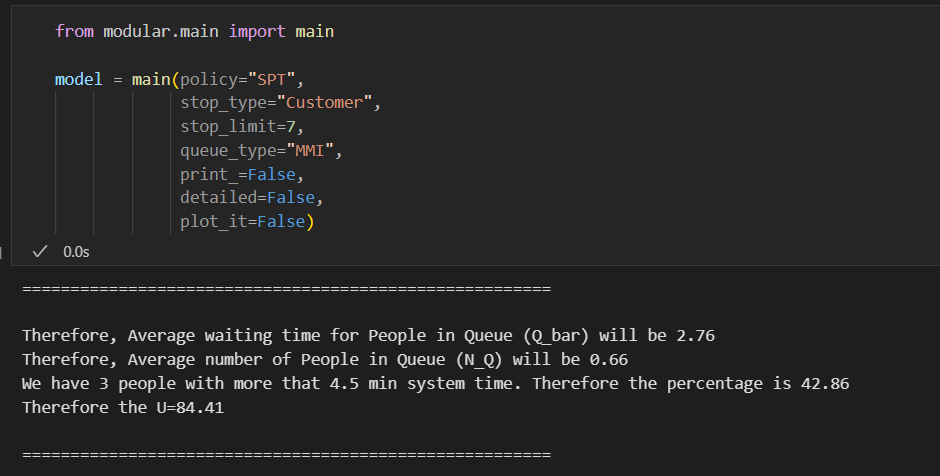 from modular.main import main
model = main(policy="SPT",
stop_type="Customer",
stop_limit=7,
queue_type="MMI",
print_=False,
detailed=False,
plot_it=False)
✓ 0.0s
=======================================================
Therefore, Average waiting time for People in Queue (Q_bar) will be 2.76
Therefore, Average number of People in Queue (N_Q) will be 0.66
We have 3 people with more that 4.5 min system time. Therefore the percentage is 42.86
Therefore the U=84.41
=======================================================